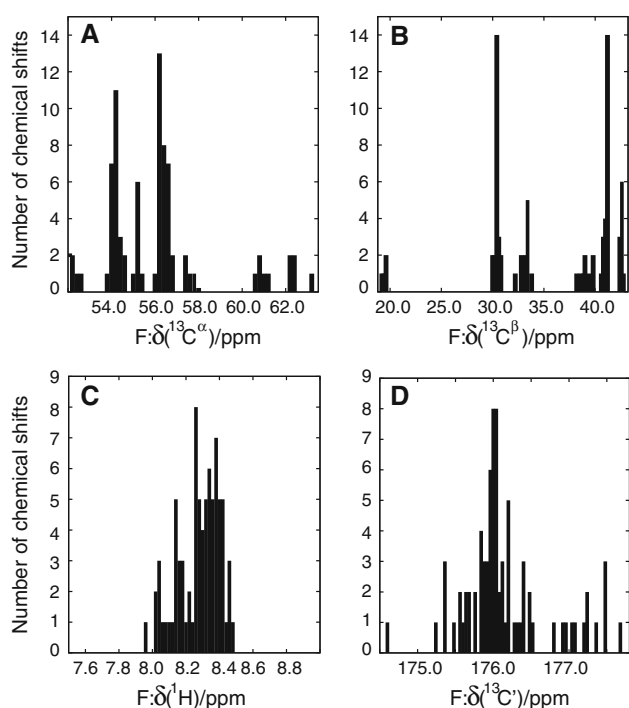 A
B
Number of chemical shifts
14
12
10
8
6
4
2
0
54.0 56.0 58.0 60.0 62.0
F:δ(¹³Cᵅ)/ppm
14
12
10
8
6
4
2
0
20.0 25.0 30.0 35.0 40.0
F:δ(¹³Cᵝ)/ppm
C
D
Number of chemical shifts
9
8
7
6
5
4
3
2
1
0
7.6 7.8 8.0 8.2 8.4 8.6 8.8
F:δ(¹H)/ppm
9
8
7
6
5
4
3
2
1
0
175.0 176.0 177.0
F:δ(¹³C')/ppm